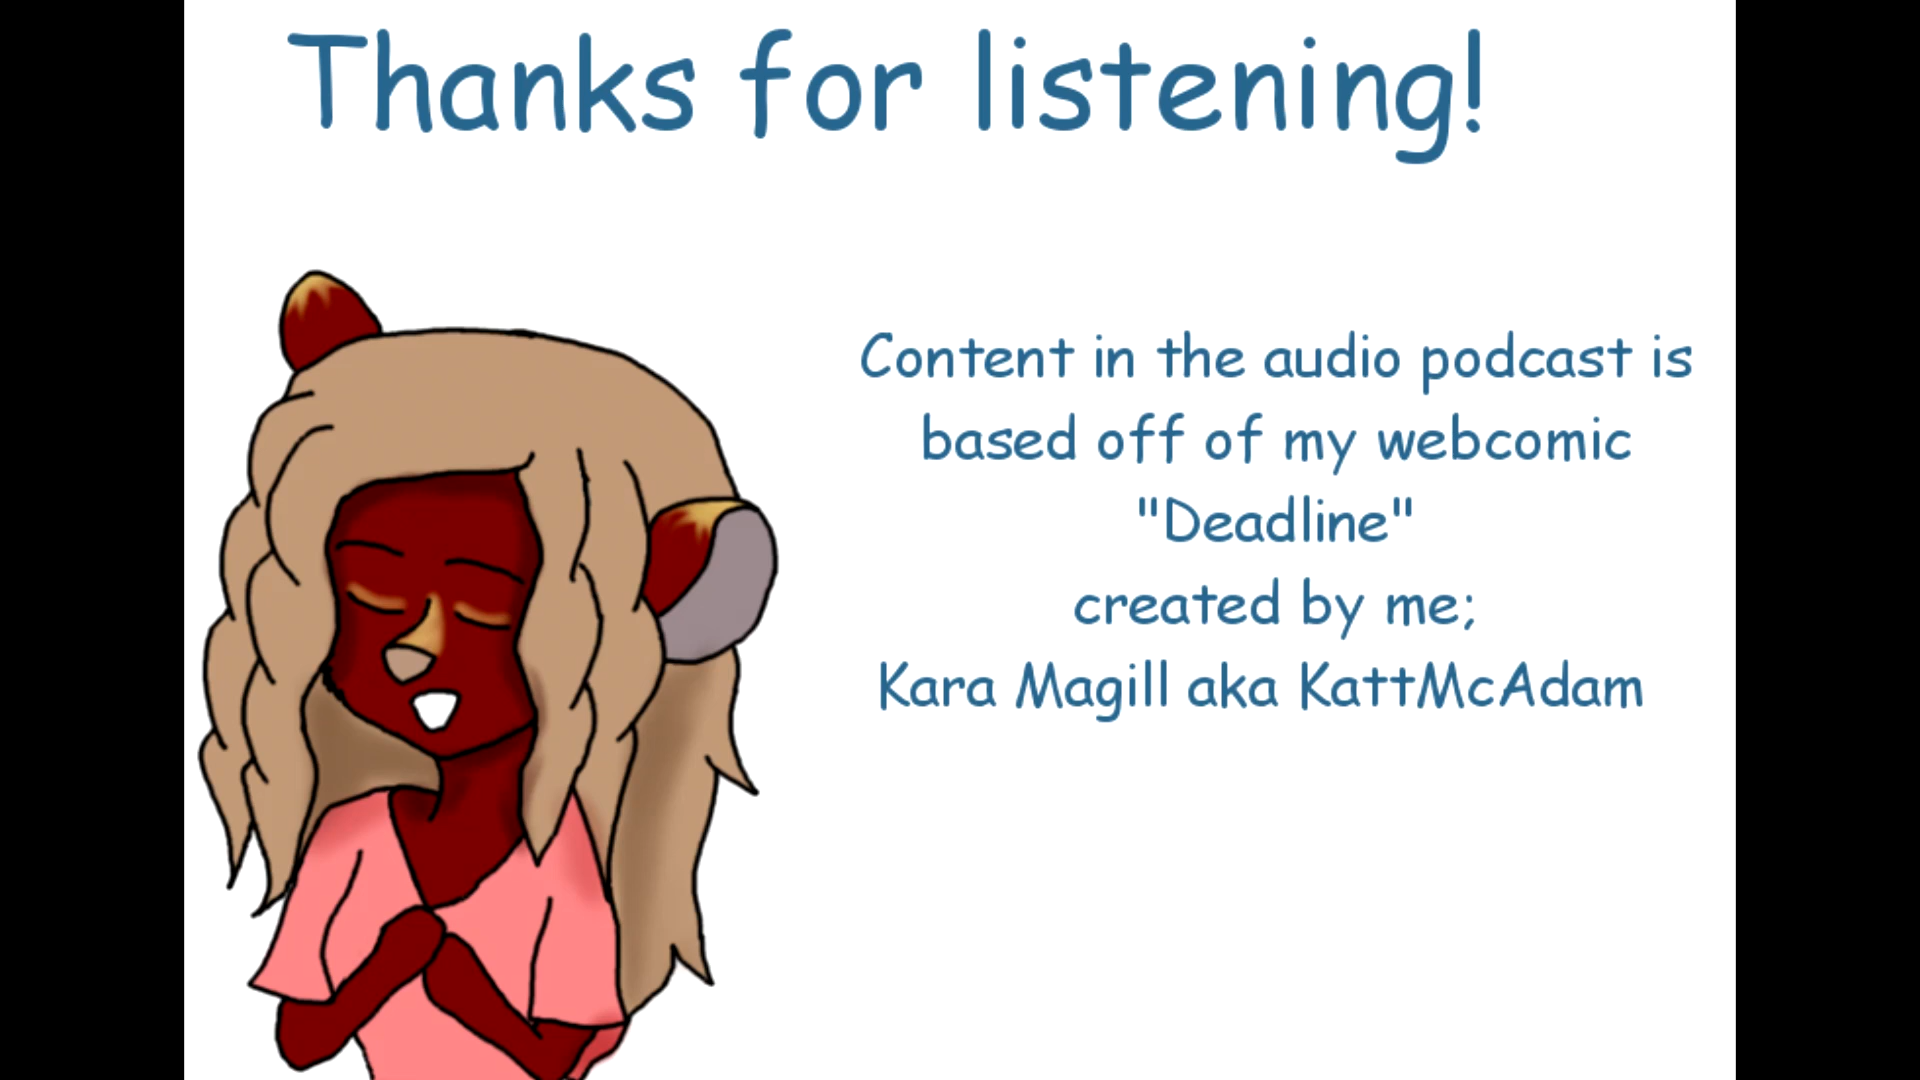 Thanks for listening!
Content in the audio podcast is
based off of my webcomic
"Deadline"
created by me;
Kara Magill aka KattMcAdam